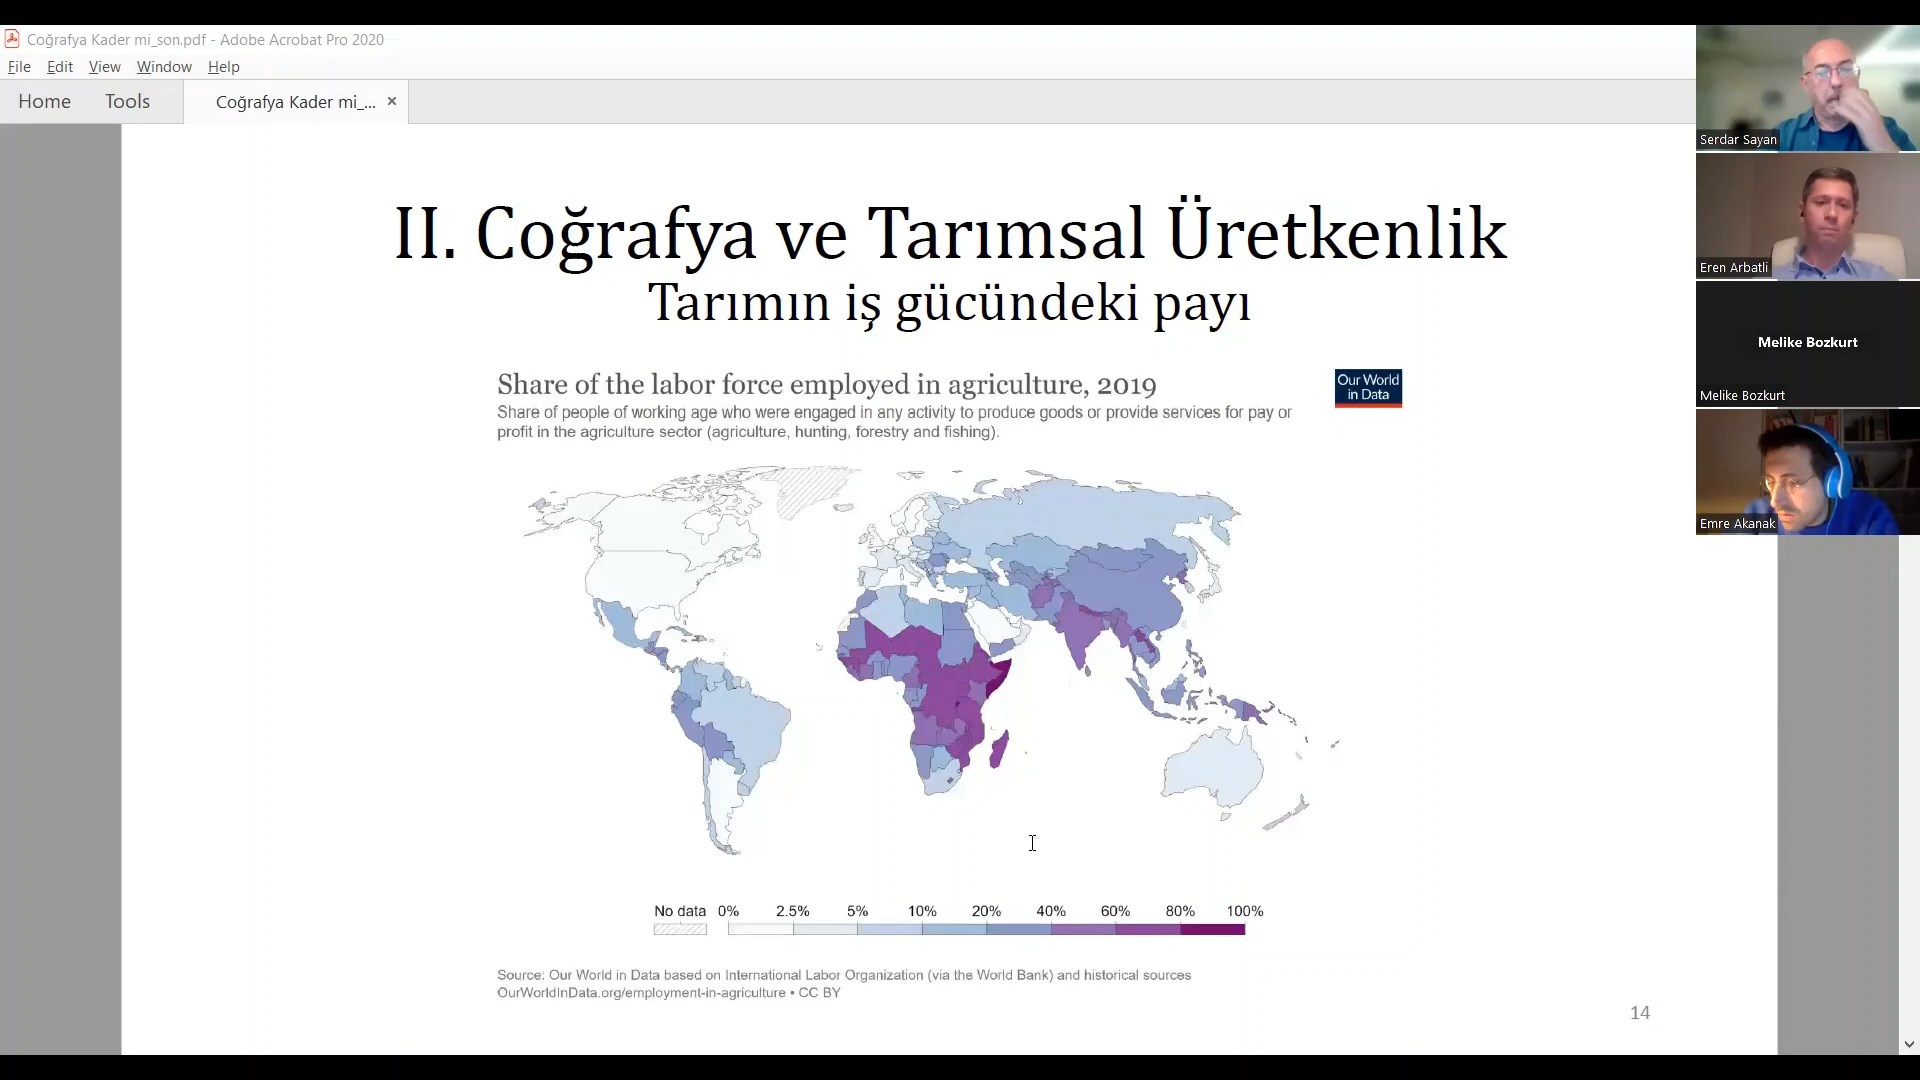 Coğrafya Kader mi_son.pdf - Adobe Acrobat Pro 2020
File Edit View Window Help
Home Tools Coğrafya Kader mi_... ×
II. Coğrafya ve Tarımsal Üretkenlik
Tarımın iş gücündeki payı
Share of the labor force employed in agriculture, 2019
Share of people of working age who were engaged in any activity to produce goods or provide services for pay or
profit in the agriculture sector (agriculture, hunting, forestry and fishing).
Our World
in Data
No data 0% 2.5% 5% 10% 20% 40% 60% 80% 100%
Source: Our World in Data based on International Labor Organization (via the World Bank) and historical sources
OurWorldInData.org/employment-in-agriculture • CC BY
14
Serdar Sayan
Eren Arbatli
Melike Bozkurt
Melike Bozkurt
Emre Akanak